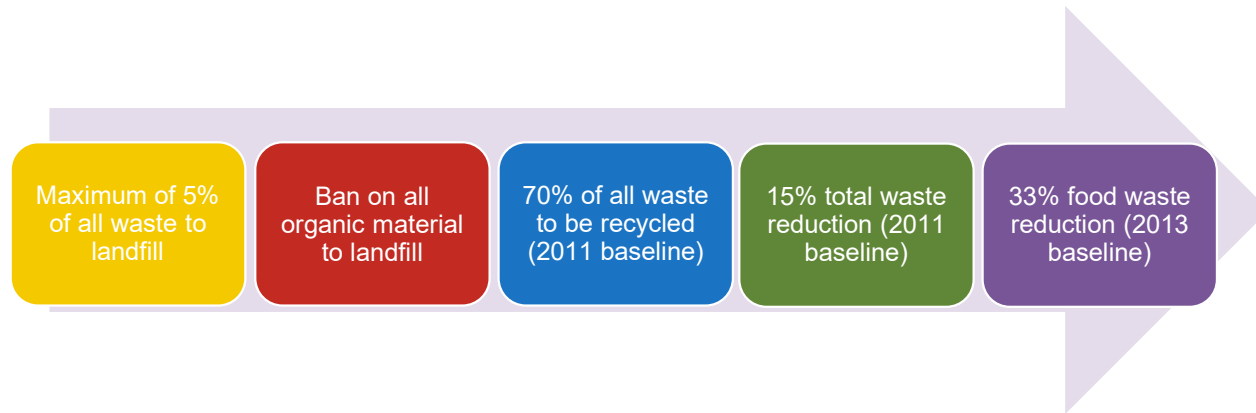 Maximum of 5%
of all waste to
landfill
Ban on all
organic material
to landfill
70% of all waste
to be recycled
(2011 baseline)
15% total waste
reduction (2011
baseline)
33% food waste
reduction (2013
baseline)